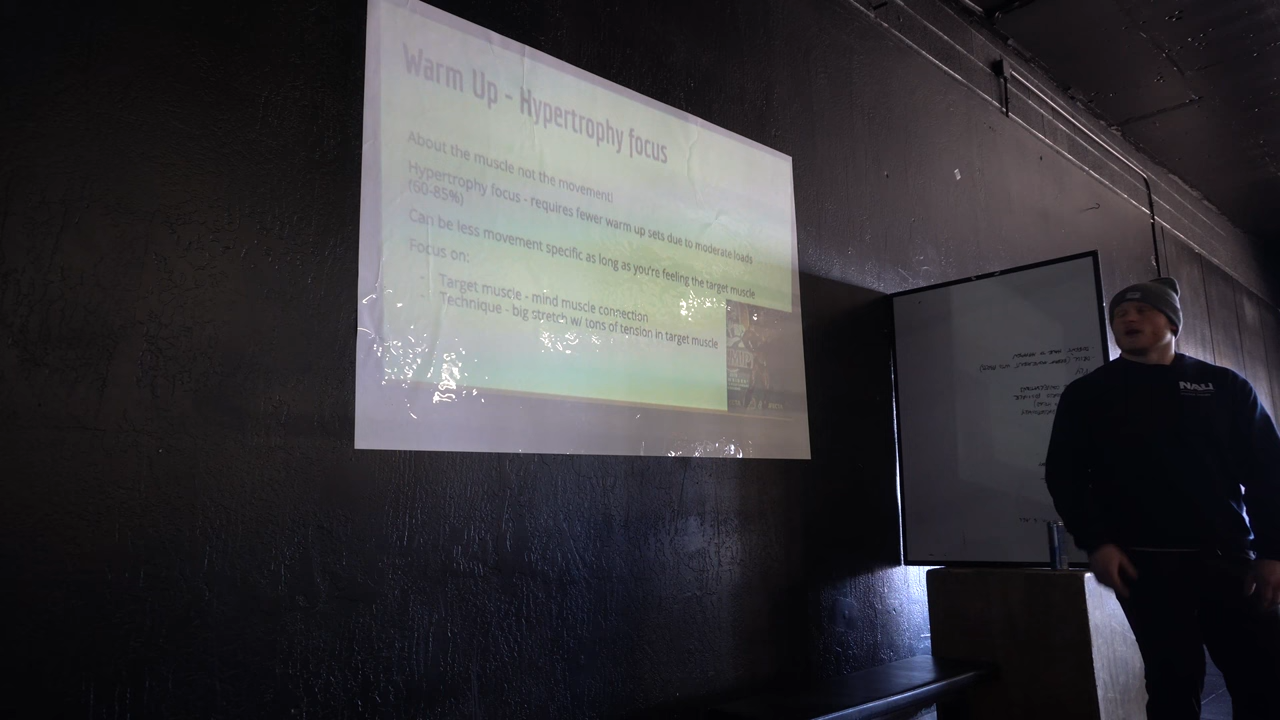 Warm Up - Hypertrophy focus
About the muscle not the movement!
Hypertrophy focus - requires fewer warm up sets due to moderate loads
(60-85%)
Can be less movement specific as long as you're feeling the target muscle
Focus on:
Target muscle - mind muscle connection
Technique - big stretch w/ tons of tension in target muscle
NALI